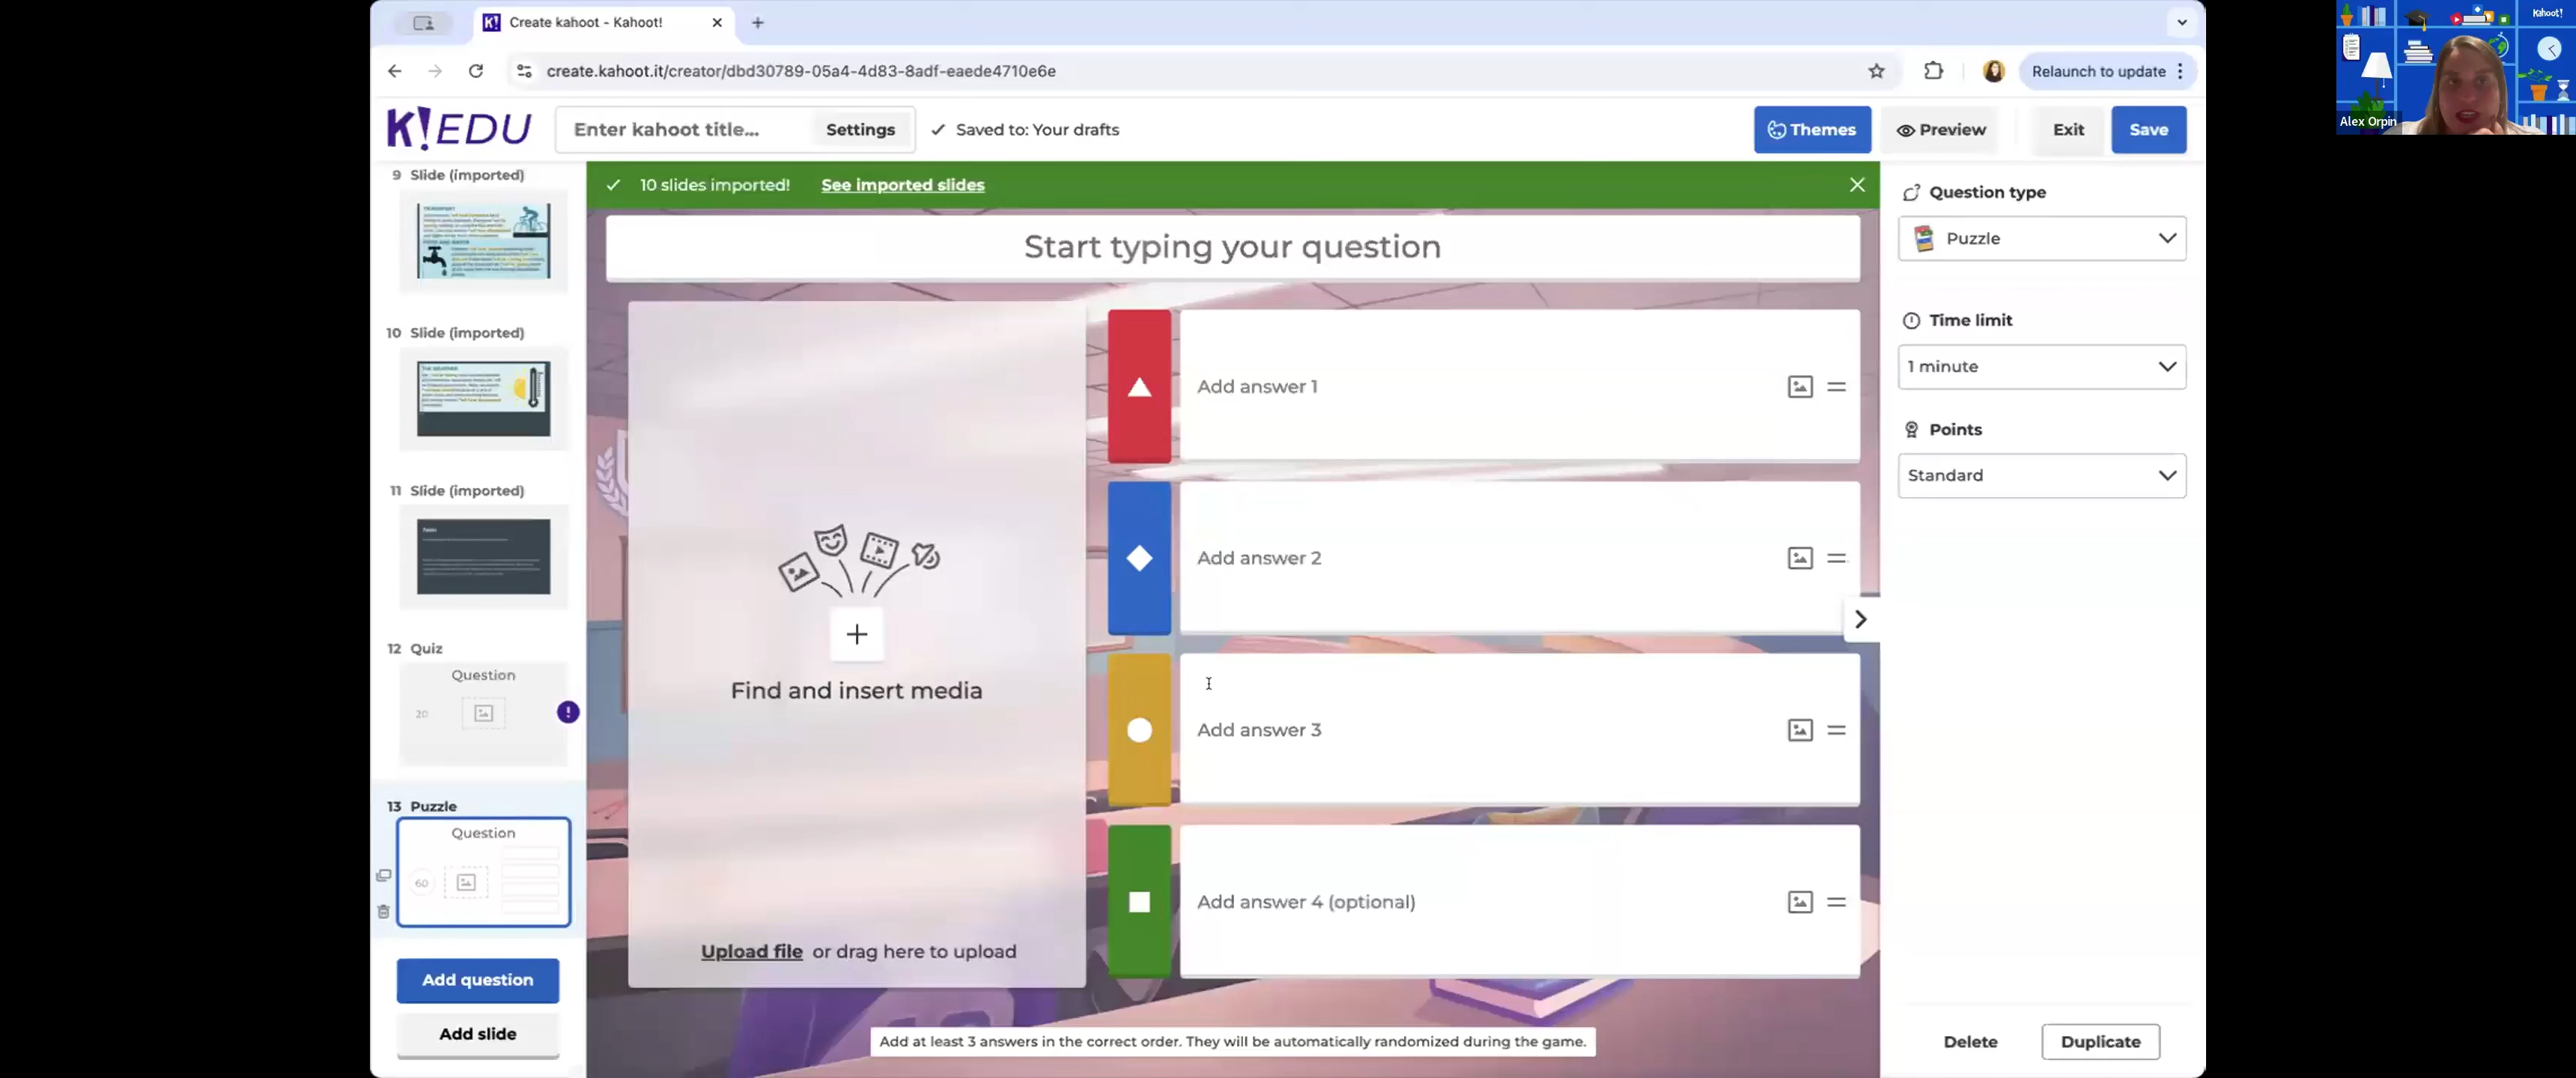 Create kahoot - Kahoot!
create.kahoot.it/creator/dbd30789-05a4-4d83-8adf-eaede4710e6e
Relaunch to update
K!EDU
Enter kahoot title...
Settings
Saved to: Your drafts
Themes
Preview
Exit
Save
9 Slide (imported)
10 Slide (imported)
11 Slide (imported)
12 Quiz
Question
20
13 Puzzle
Question
60
Add question
Add slide
10 slides imported! See imported slides
Start typing your question
Find and insert media
Upload file or drag here to upload
Add answer 1
Add answer 2
Add answer 3
Add answer 4 (optional)
Add at least 3 answers in the correct order. They will be automatically randomized during the game.
Question type
Puzzle
Time limit
1 minute
Points
Standard
Delete
Duplicate
Kahoot!
Alex Orpin